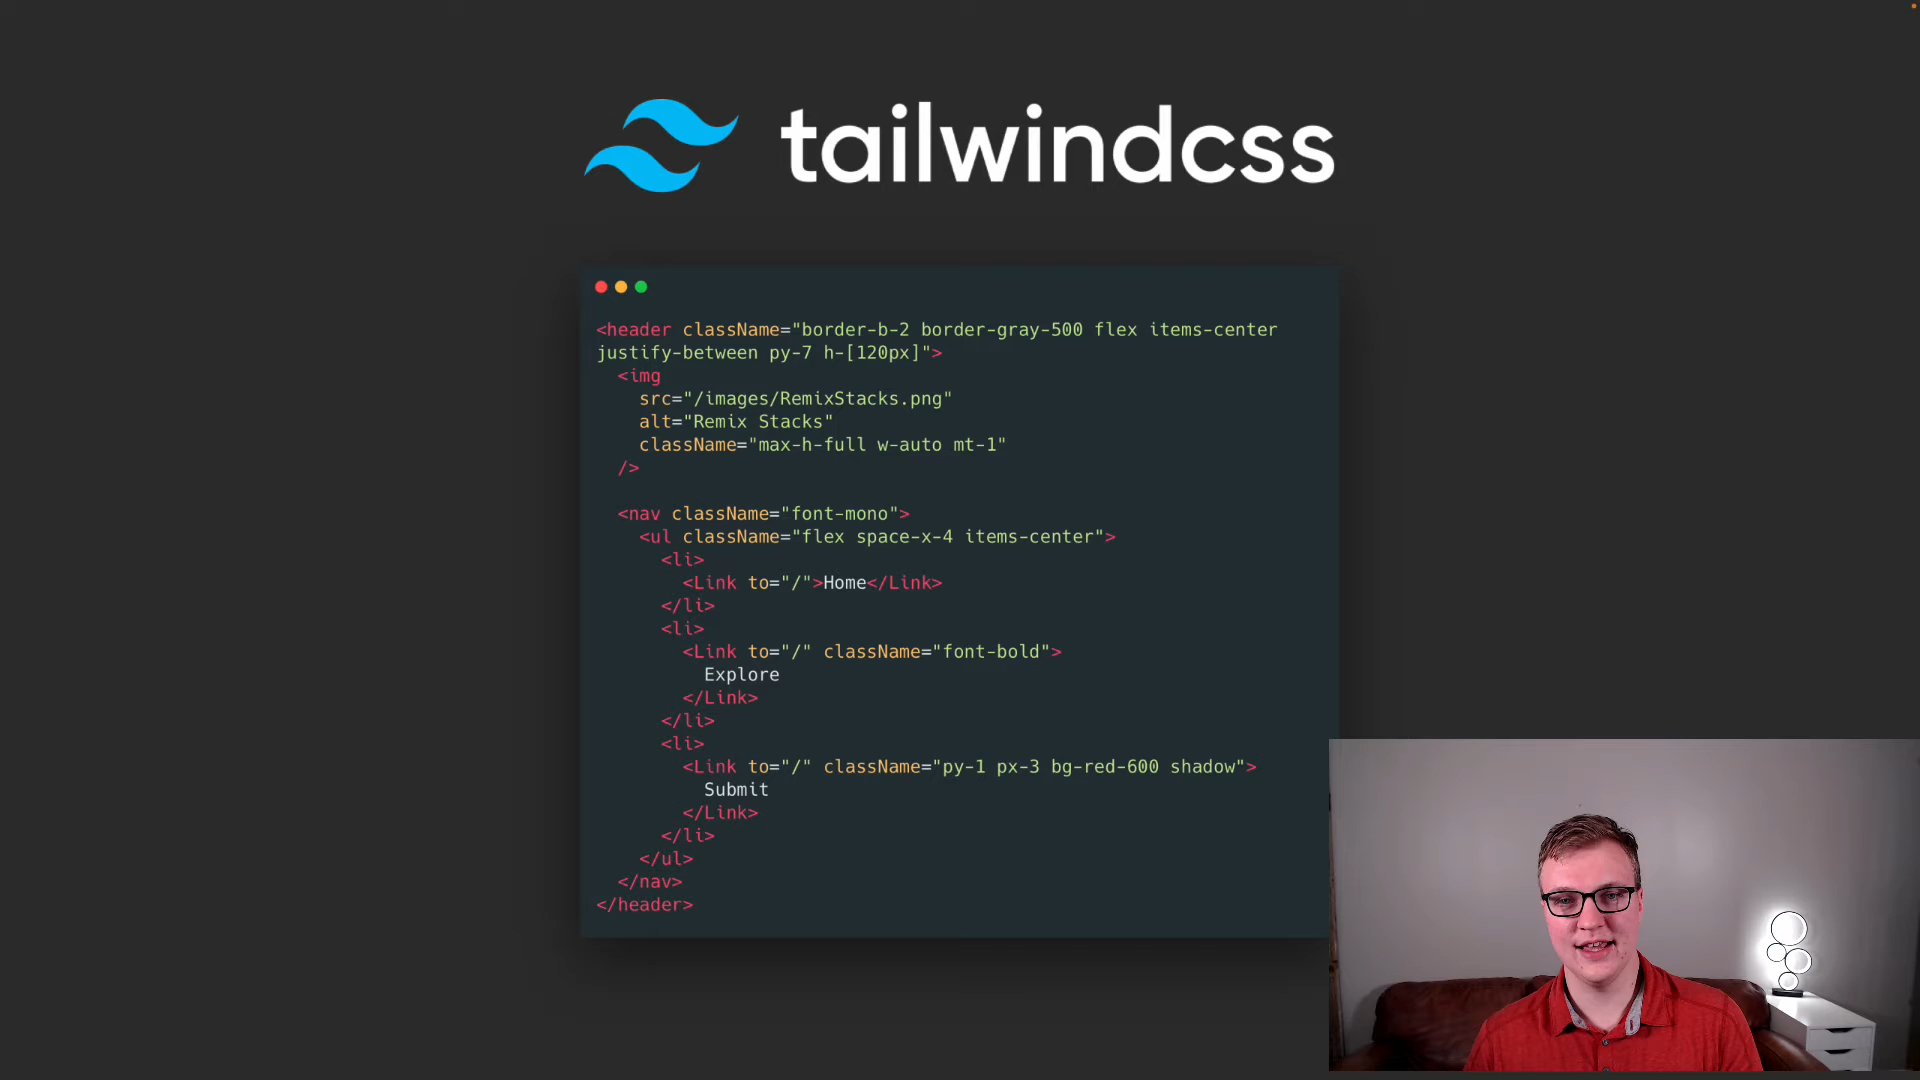 tailwindcss
<header className="border-b-2 border-gray-500 flex items-center
justify-between py-7 h-[120px]">
<img
src="/images/RemixStacks.png"
alt="Remix Stacks"
className="max-h-full w-auto mt-1"
/>
<nav className="font-mono">
<ul className="flex space-x-4 items-center">
<li>
<Link to="/">Home</Link>
</li>
<li>
<Link to="/" className="font-bold">
Explore
</Link>
</li>
<li>
<Link to="/" className="py-1 px-3 bg-red-600 shadow">
Submit
</Link>
</li>
</ul>
</nav>
</header>